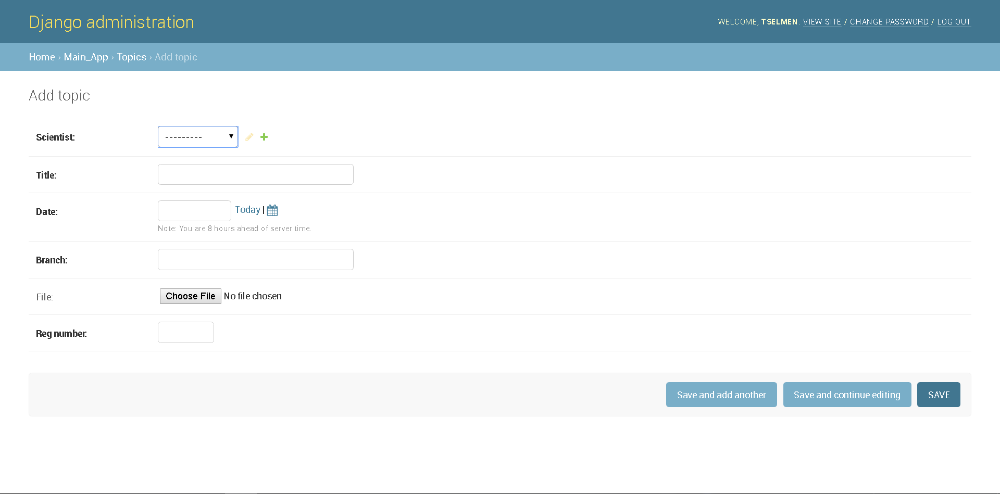 Django administration
WELCOME, TSELMEN. VIEW SITE / CHANGE PASSWORD / LOG OUT
Home › Main_App › Topics › Add topic
Add topic
Scientist: ---------
Title:
Date: Today |
Note: You are 8 hours ahead of server time.
Branch:
File: Choose File No file chosen
Reg number:
Save and add another Save and continue editing SAVE